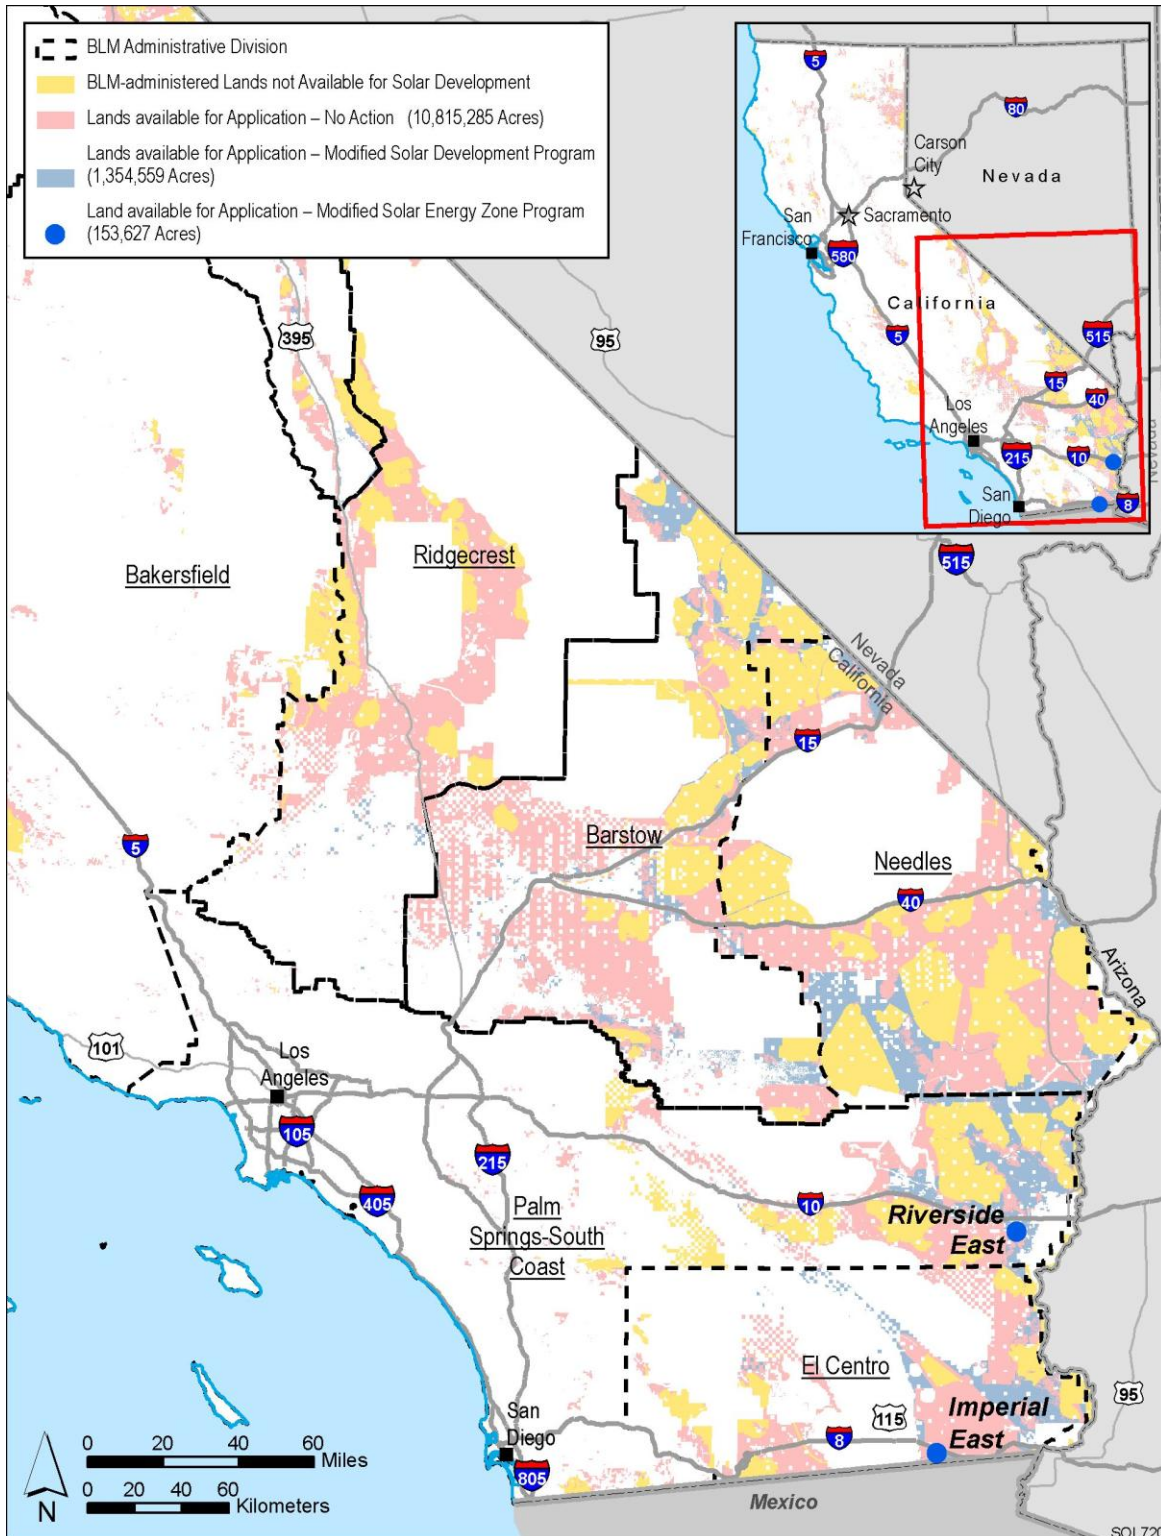 BLM Administrative Division
BLM-administered Lands not Available for Solar Development
Lands available for Application – No Action (10,815,285 Acres)
Lands available for Application – Modified Solar Development Program
(1,354,559 Acres)
Land available for Application – Modified Solar Energy Zone Program
(153,627 Acres)
5
80
Carson
City
Nevada
San
Francisco
Sacramento
580
California
5
515
15
40
Los
Angeles
215
10
Nevada
San
Diego
8
395
95
515
Bakersfield
Ridgecrest
Nevada
California
15
5
Barstow
Needles
40
Arizona
101
Los
Angeles
105
215
405
Palm
Springs-South
Coast
10
Riverside
East
El Centro
115
Imperial
East
95
8
San
Diego
805
Mexico
N
0 20 40 60
Miles
0 20 40 60
Kilometers